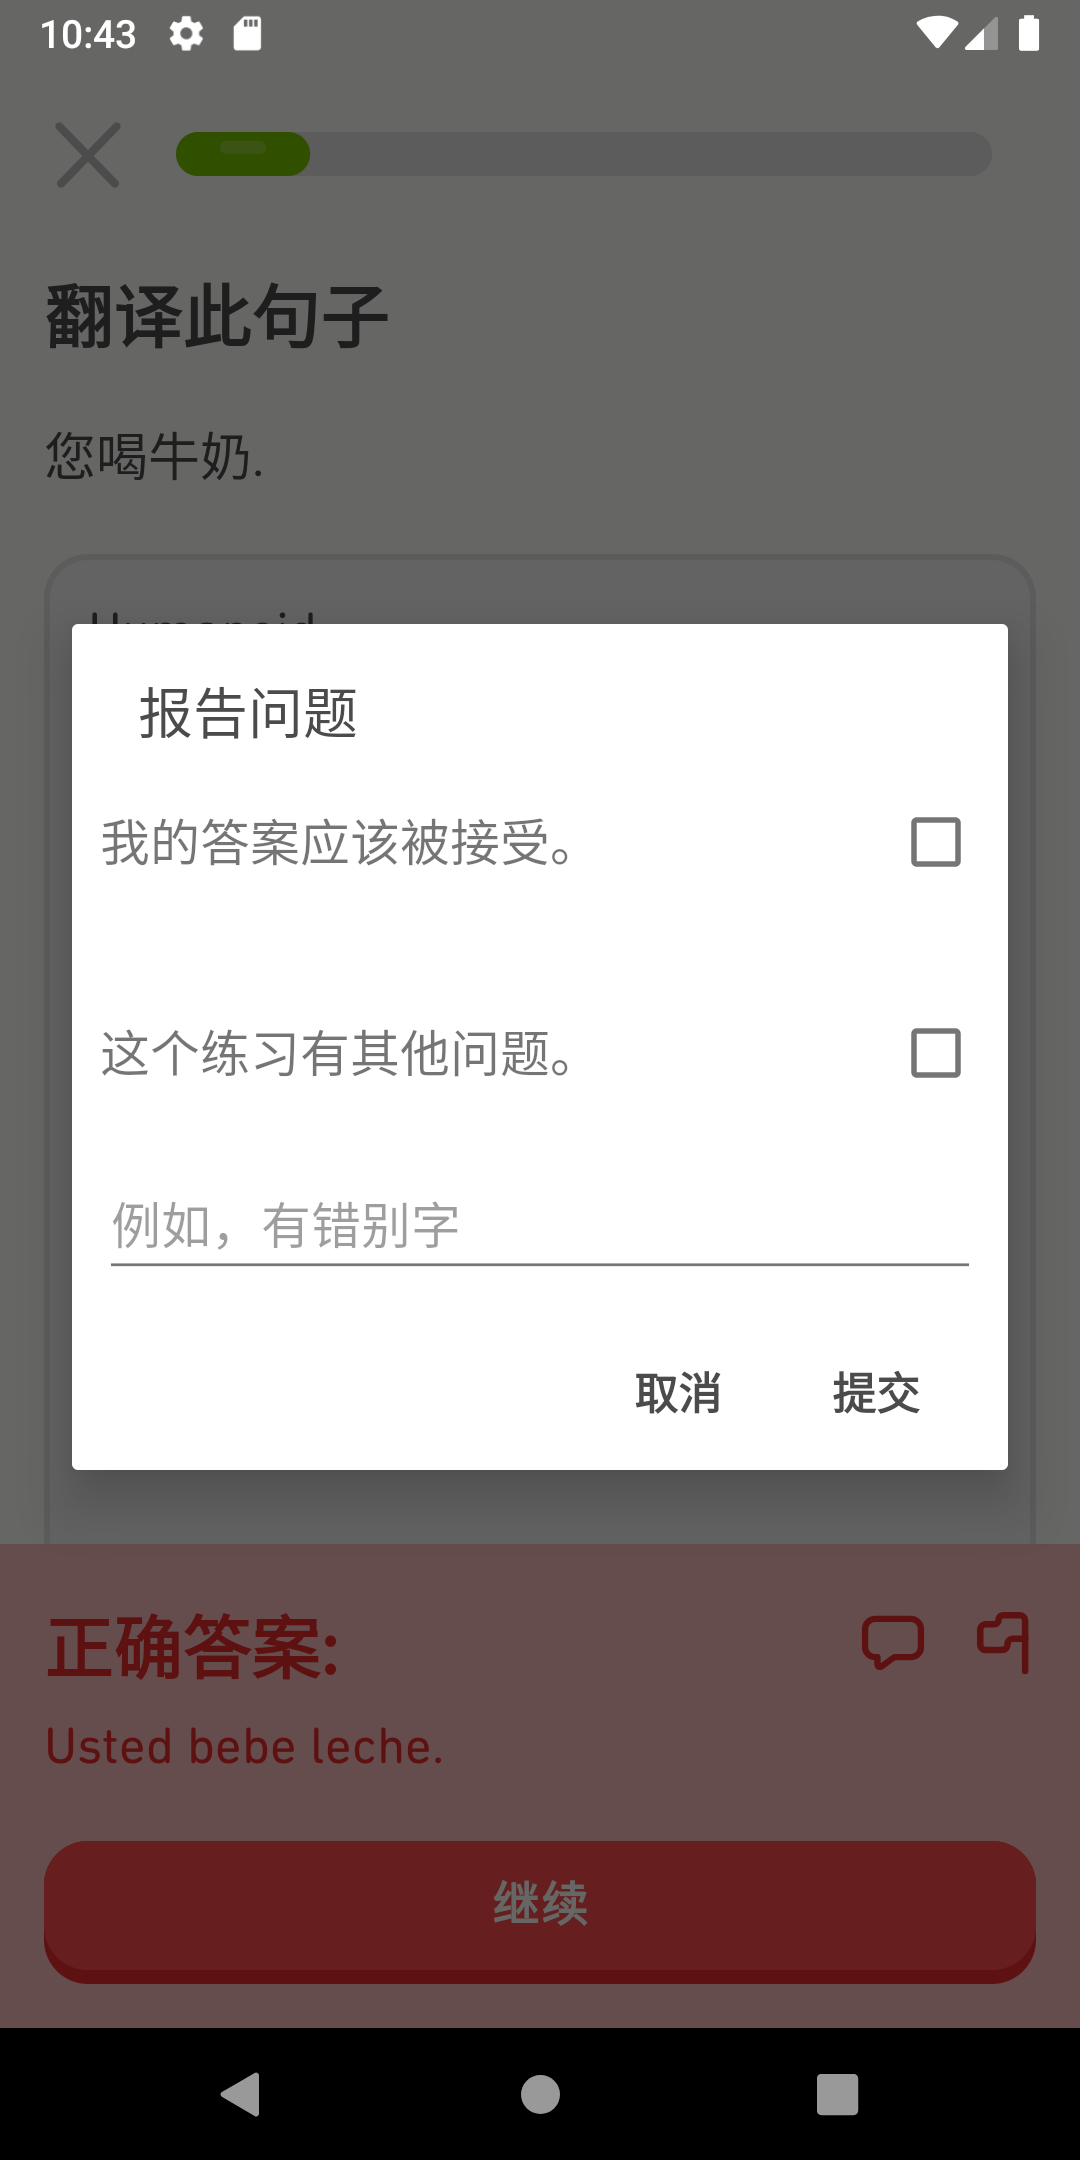 10:43
翻译此句子
您喝牛奶.
报告问题
我的答案应该被接受。
这个练习有其他问题。
例如，有错别字
取消 提交
正确答案:
Usted bebe leche.
继续